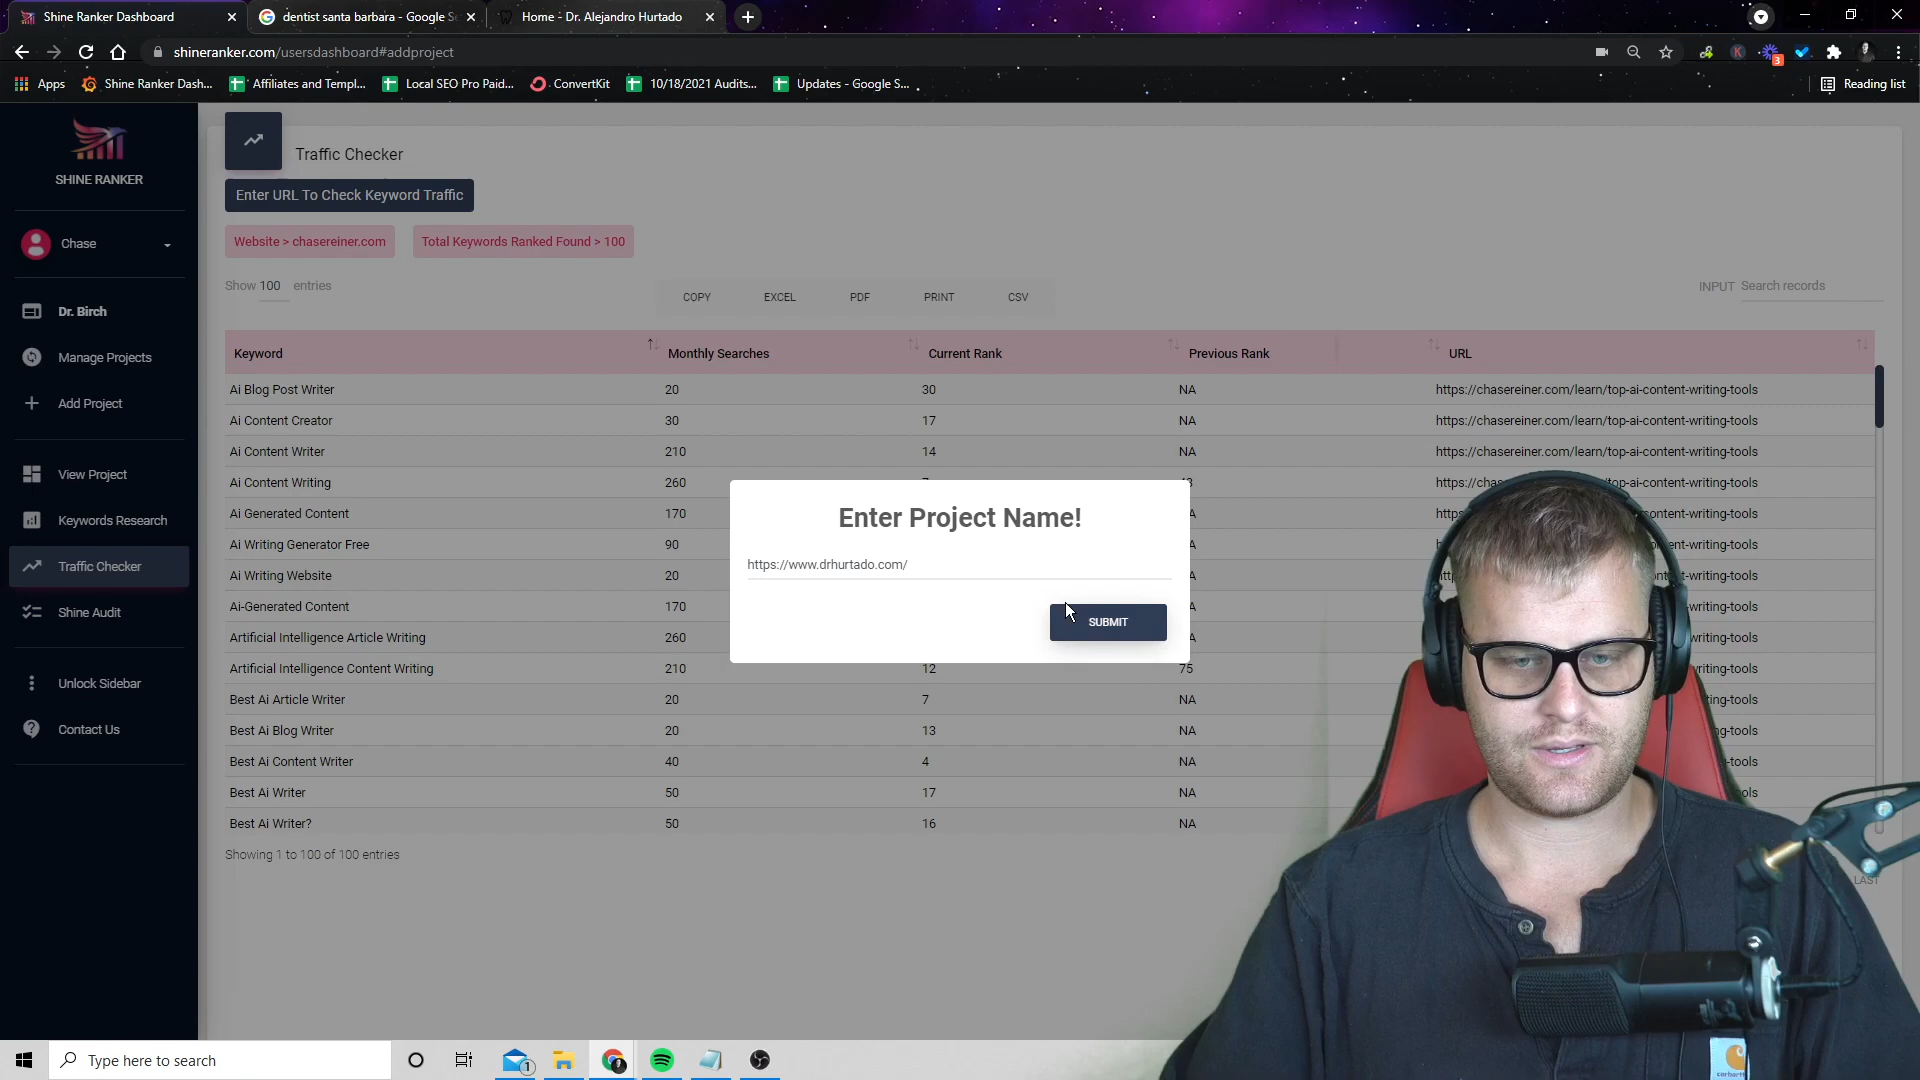 Shine Ranker Dashboard
dentist santa barbara - Google Se
Home - Dr. Alejandro Hurtado
shineranker.com/usersdashboard#addproject
3
Apps
Shine Ranker Dash...
Affiliates and Templ...
Local SEO Pro Paid...
ConvertKit
10/18/2021 Audits...
Updates - Google S...
Reading list
SHINE RANKER
Chase
Dr. Birch
Manage Projects
Add Project
View Project
Keywords Research
Traffic Checker
Shine Audit
Unlock Sidebar
Contact Us
Traffic Checker
Enter URL To Check Keyword Traffic
Website > chasereiner.com
Total Keywords Ranked Found > 100
Show 100 entries
COPY EXCEL PDF PRINT CSV
INPUT Search records
Keyword Monthly Searches Current Rank Previous Rank URL
Ai Blog Post Writer 20 30 NA https://chasereiner.com/learn/top-ai-content-writing-tools
Ai Content Creator 30 17 NA https://chasereiner.com/learn/top-ai-content-writing-tools
Ai Content Writer 210 14 NA https://chasereiner.com/learn/top-ai-content-writing-tools
Ai Content Writing 260
Ai Generated Content 170
Ai Writing Generator Free 90
Ai Writing Website 20
Ai-Generated Content 170
Artificial Intelligence Article Writing 260
Artificial Intelligence Content Writing 210 12 75
Best Ai Article Writer 20 7 NA
Best Ai Blog Writer 20 13 NA
Best Ai Content Writer 40 4 NA
Best Ai Writer 50 17 NA
Best Ai Writer? 50 16 NA
Showing 1 to 100 of 100 entries
LAST
Enter Project Name!
https://www.drhurtado.com/
SUBMIT
carhartt
Type here to search
1